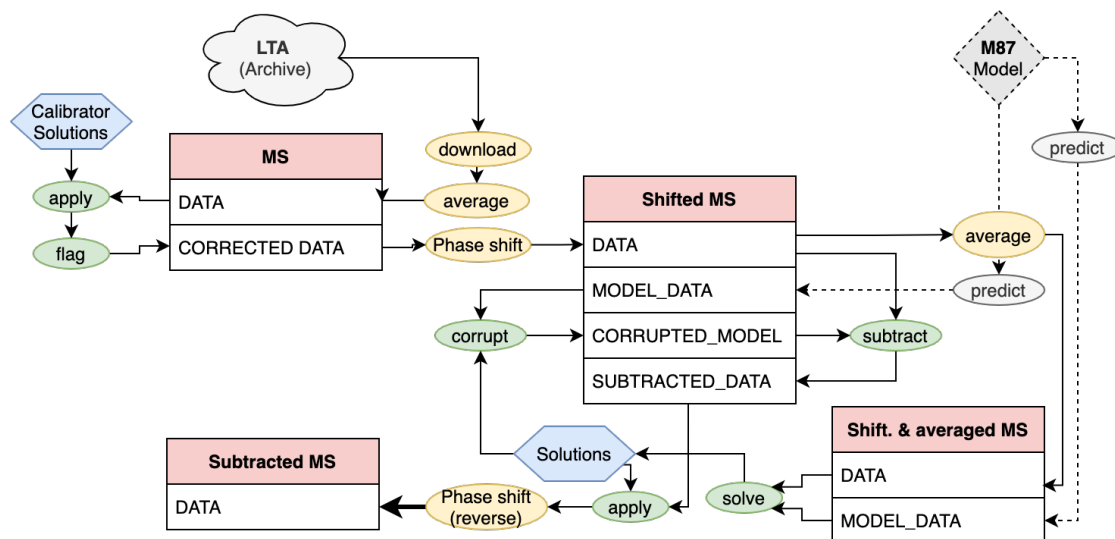 LTA
(Archive)
M87
Model
Calibrator
Solutions
download
predict
MS
DATA
CORRECTED DATA
apply
flag
average
Phase shift
Shifted MS
DATA
MODEL_DATA
CORRUPTED_MODEL
SUBTRACTED_DATA
average
predict
corrupt
subtract
Shift. & averaged MS
DATA
MODEL_DATA
Solutions
solve
apply
Phase shift
(reverse)
Subtracted MS
DATA